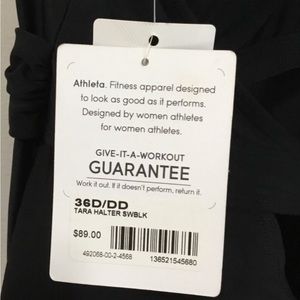 Athleta. Fitness apparel designed
to look as good as it performs.
Designed by women athletes
for women athletes.
GIVE-IT-A-WORKOUT
GUARANTEE
Work it out. If it doesn't perform, return it.
36D/DD
TARA HALTER SWBLK
$89.00
492068-00-2-4568
136521545680